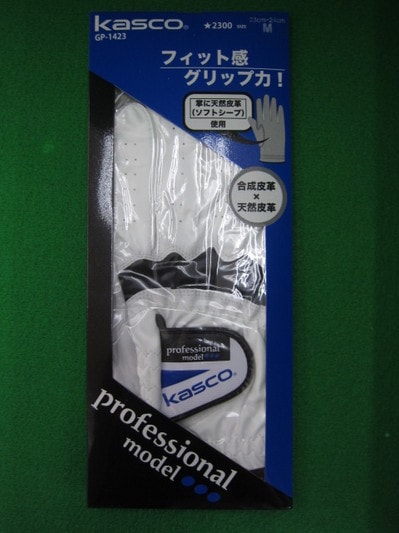 Kasco®
GP-1423
★2300
M
フィット感
グリップ力！
掌に天然皮革
(ソフトシープ)
使用
合成皮革
×
天然皮革
professional
model
Kasco®
professional
model